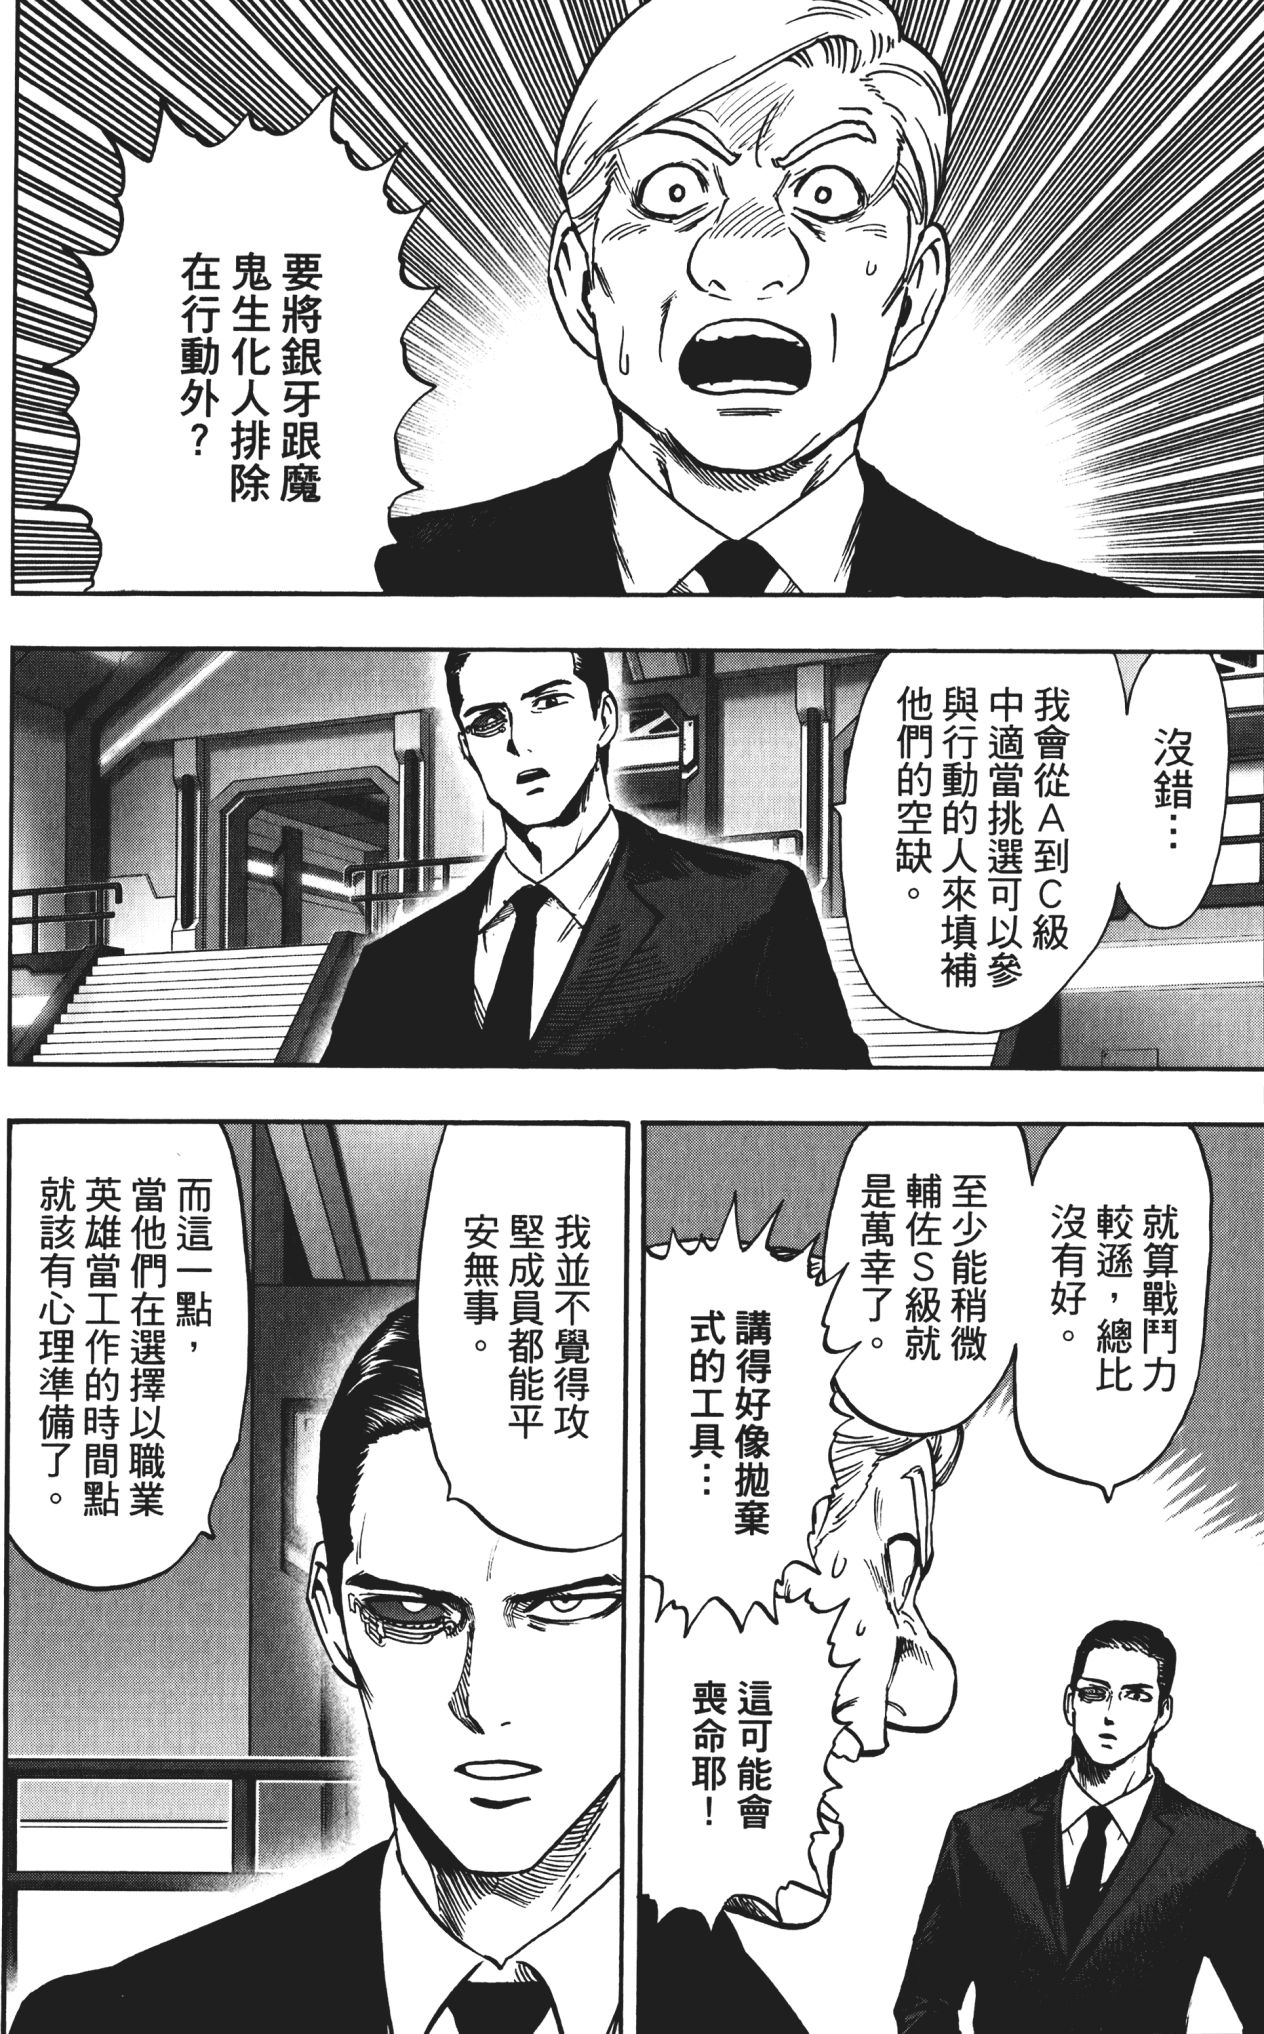 要將銀牙跟魔
鬼生化人排除
在行動外？
沒錯…
我會從A到C級
中適當挑選可以參
與行動的人來填補
他們的空缺。
就算戰鬥力
較遜，總比
沒有好。
至少能稍微
輔佐S級就
是萬幸了。
講得好像拋棄
式的工具…
這可能會
喪命耶！
我並不覺得攻
堅成員都能平
安無事。
而這一點，
當他們在選擇以職業
英雄當工作的時間點
就該有心理準備了。